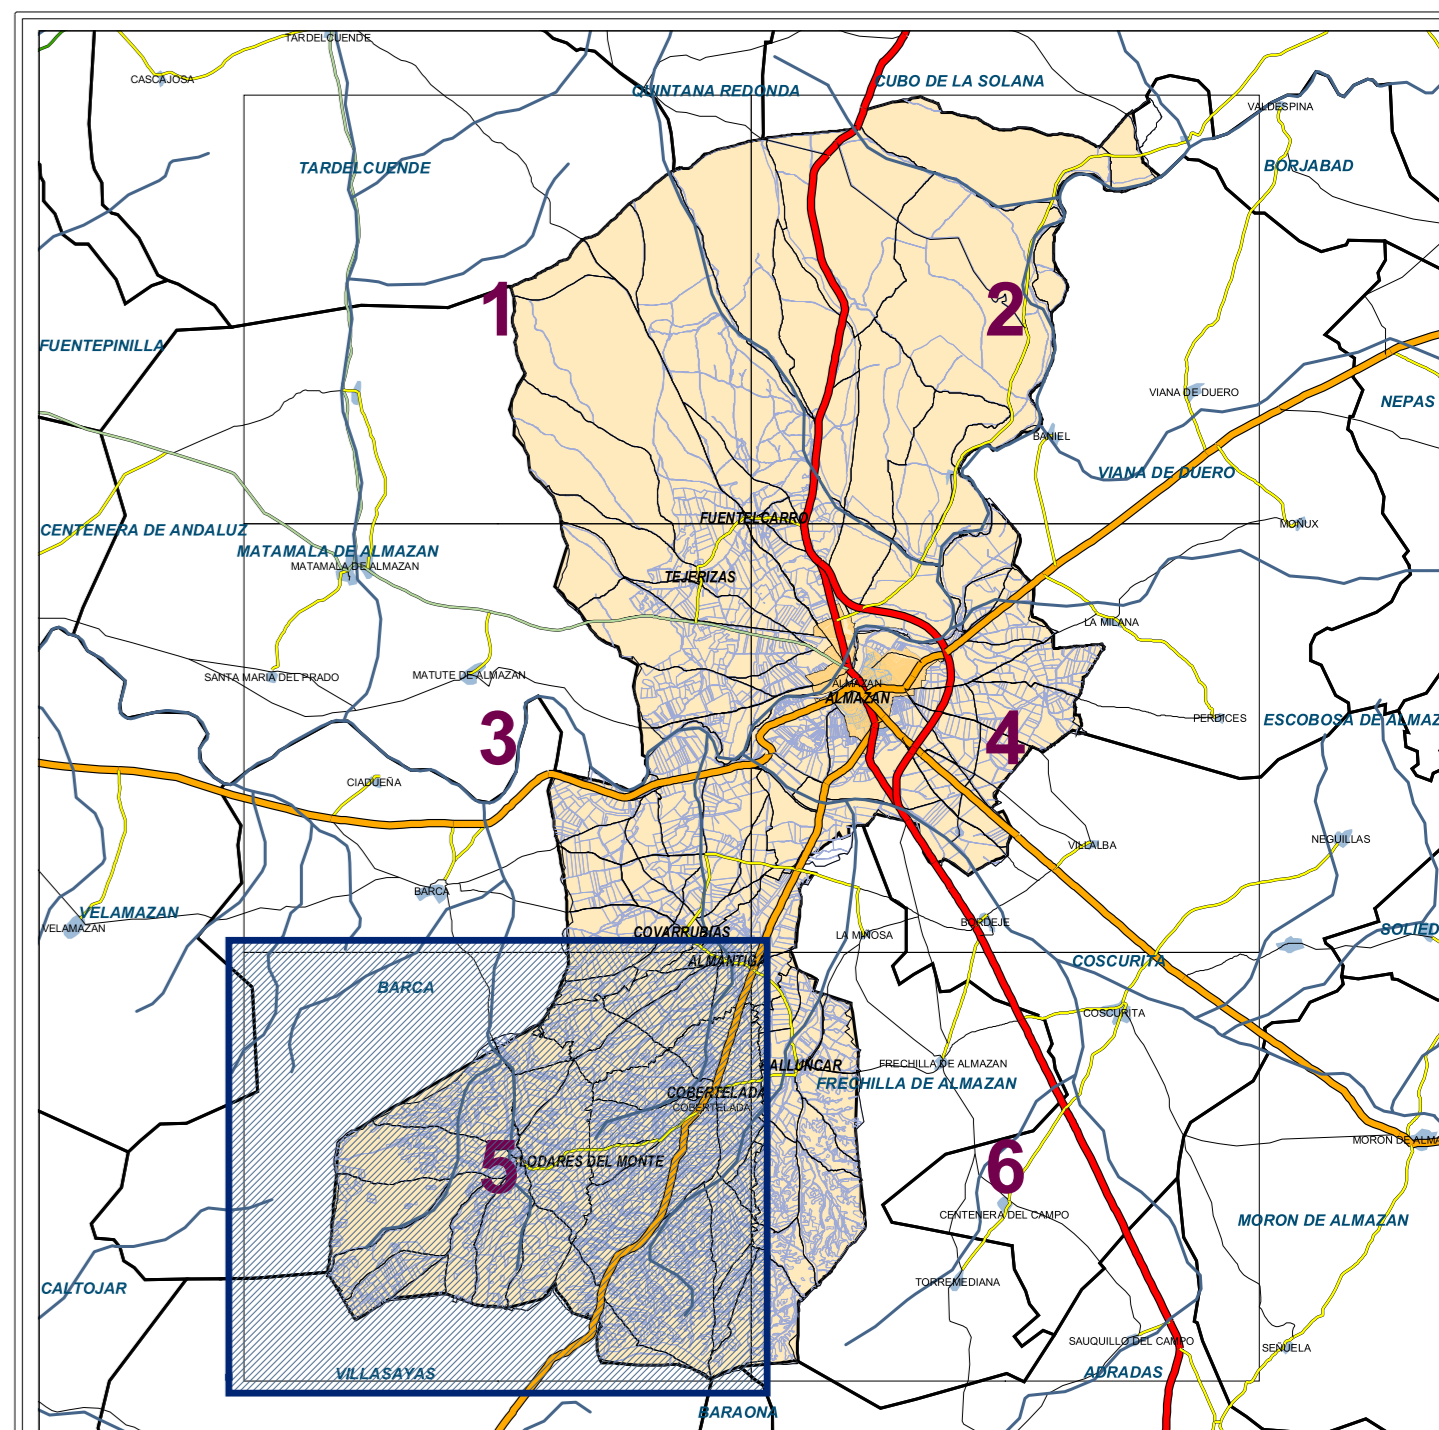 TARDELCUENDE
CASCAJOSA
QUINTANA REDONDA
CUBO DE LA SOLANA
VALDESPINA
TARDELCUENDE
BORJABAD
1
2
FUENTEPINILLA
VIANA DE DUERO
NEPAS
BANIEL
VIANA DE DUERO
FUENTELCARRO
MOÑUX
CENTENERA DE ANDALUZ
MATAMALA DE ALMAZAN
MATAMALA DE ALMAZAN
TEJERIZAS
LA MILANA
SANTA MARIA DEL PRADO
MATUTE DE ALMAZAN
ALMAZAN
ALMAZAN
PERDICES
ESCOBOSA DE ALMAZ
3
4
CIADUEÑA
VILLALBA
NEGUILLAS
BARCA
VELAMAZAN
VELAMAZAN
BORDEJE
COVARRUBIAS
LA MIÑOSA
SOLIED
ALMANTIGA
COSCURITA
BARCA
COSCURITA
BALLUNCAR
FRECHILLA DE ALMAZAN
FRECHILLA DE ALMAZAN
COBERTELADA
COBERTELADA
MORON DE ALMA
5
LODARES DEL MONTE
6
CENTENERA DEL CAMPO
MORON DE ALMAZAN
CALTOJAR
TORREMEDIANA
SAUQUILLO DEL CAMPO
SEÑUELA
VILLASAYAS
ADRADAS
BARAONA